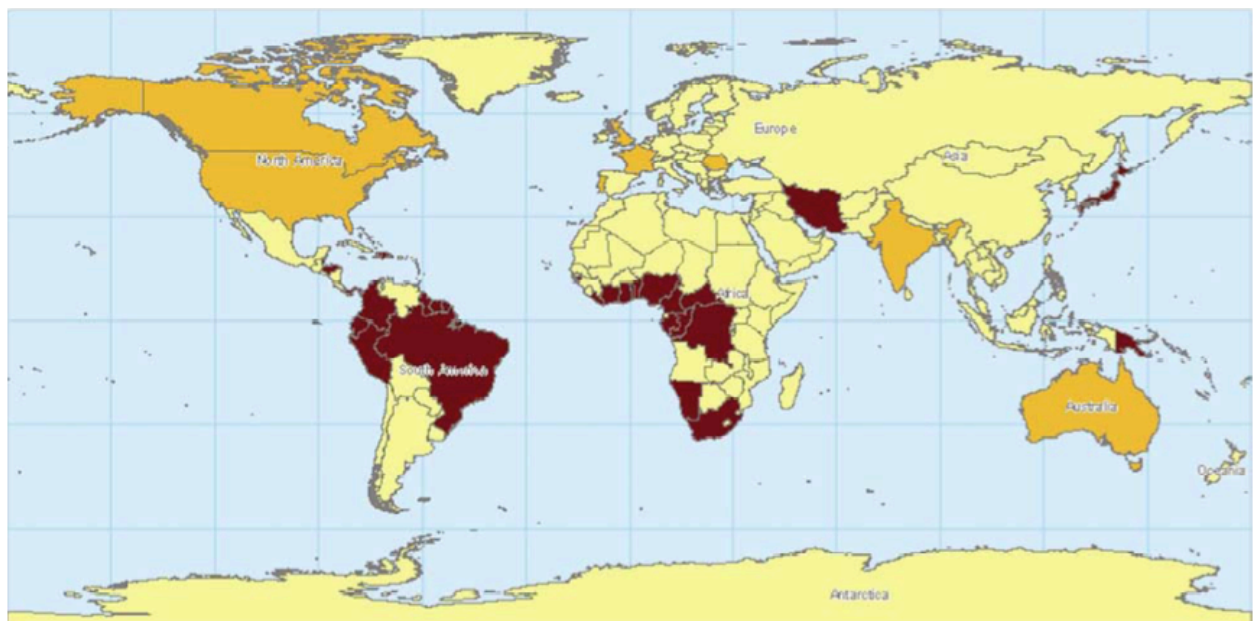 Europe
Asia
North America
Africa
South America
Australia
Oceania
Antarctica